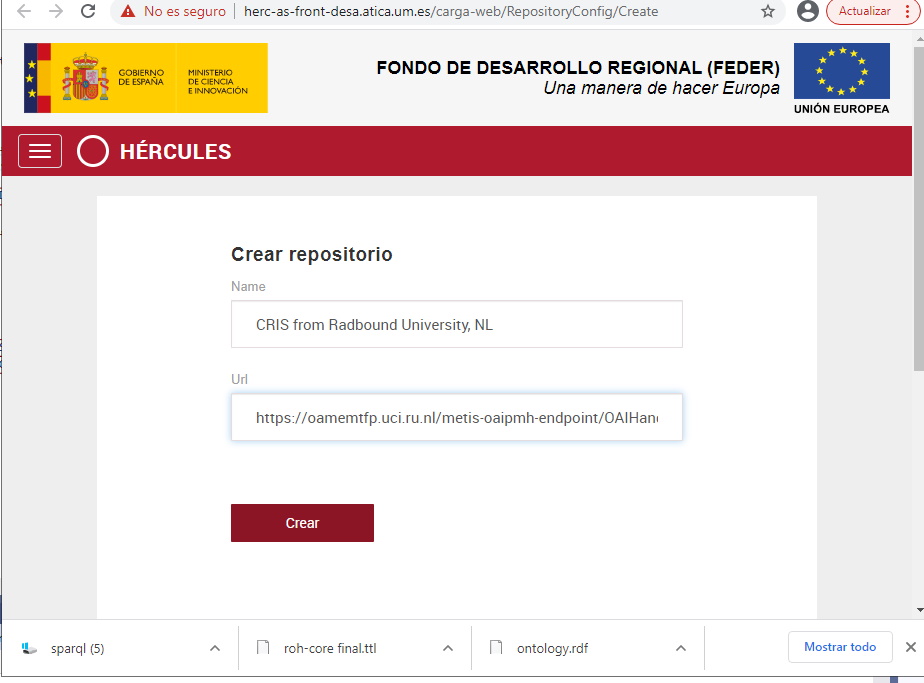 No es seguro
herc-as-front-desa.atica.um.es/carga-web/RepositoryConfig/Create
Actualizar
GOBIERNO
DE ESPAÑA
MINISTERIO
DE CIENCIA
E INNOVACIÓN
FONDO DE DESARROLLO REGIONAL (FEDER)
Una manera de hacer Europa
UNIÓN EUROPEA
HÉRCULES
Crear repositorio
Name
CRIS from Radbound University, NL
Url
https://oamemtfp.uci.ru.nl/metis-oaipmh-endpoint/OAIHan
Crear
sparql (5)
roh-core final.ttl
ontology.rdf
Mostrar todo